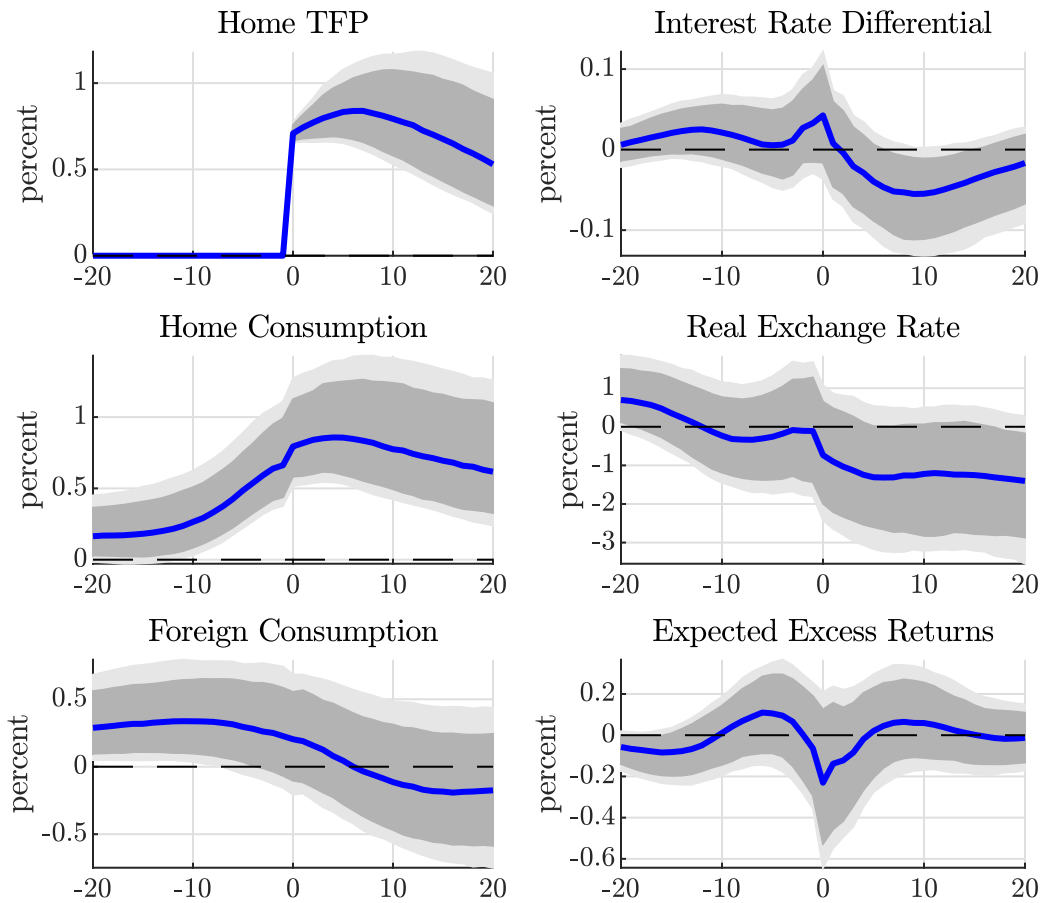 Home TFP
percent
1
0.5
0
-20 -10 0 10 20
Interest Rate Differential
percent
0.1
0
-0.1
-20 -10 0 10 20
Home Consumption
percent
1
0.5
0
-20 -10 0 10 20
Real Exchange Rate
percent
1
0
-1
-2
-3
-20 -10 0 10 20
Foreign Consumption
percent
0.5
0
-0.5
-20 -10 0 10 20
Expected Excess Returns
percent
0.2
0
-0.2
-0.4
-0.6
-20 -10 0 10 20